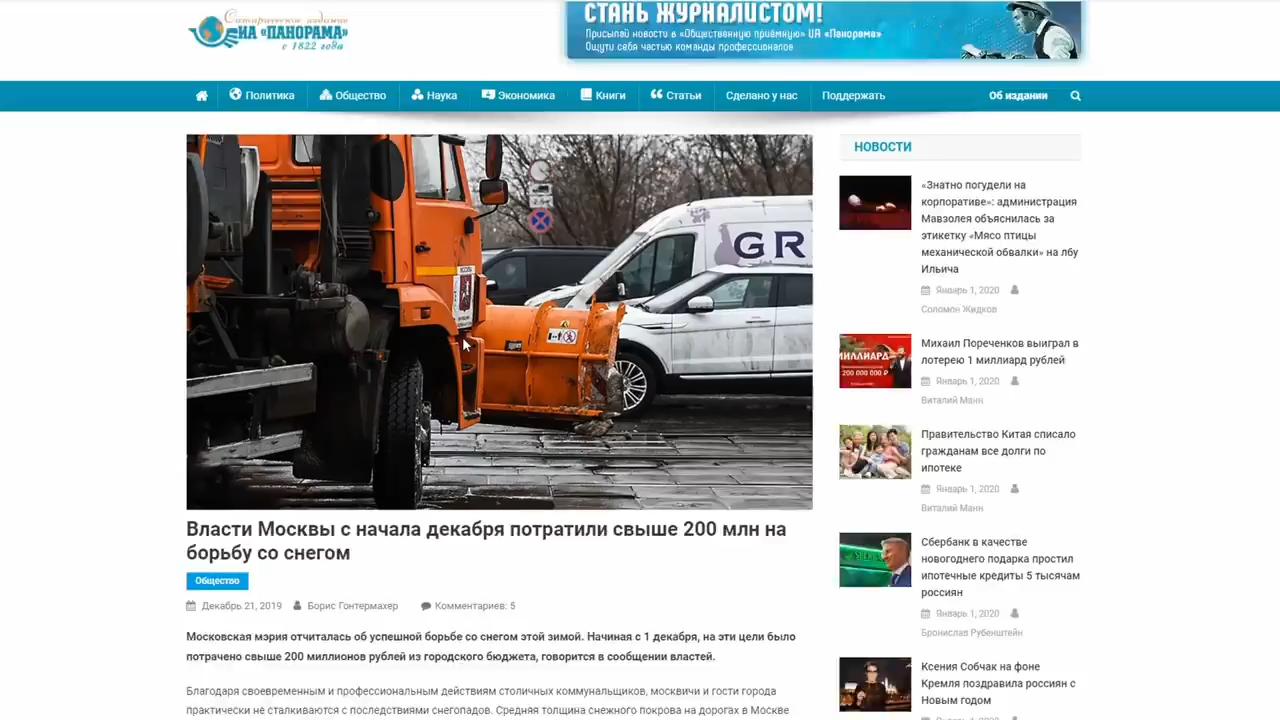 Сатирическое издание
ИА «ПАНОРАМА»
с 1822 года
СТАНЬ ЖУРНАЛИСТОМ!
Присылай новости в «Общественную приёмную» ИА «Панорама»
Ощути себя частью команды профессионалов
Политика
Общество
Наука
Экономика
Книги
Статьи
Сделано у нас
Поддержать
Об издании
GR
Власти Москвы с начала декабря потратили свыше 200 млн на
борьбу со снегом
Общество
Декабрь 21, 2019 Борис Гонтермахер Комментариев: 5
Московская мэрия отчиталась об успешной борьбе со снегом этой зимой. Начиная с 1 декабря, на эти цели было
потрачено свыше 200 миллионов рублей из городского бюджета, говорится в сообщении властей.
Благодаря своевременным и профессиональным действиям столичных коммунальщиков, москвичи и гости города
практически не сталкиваются с последствиями снегопадов. Средняя толщина снежного покрова на дорогах в Москве
НОВОСТИ
«Знатно погудели на
корпоративе»: администрация
Мавзолея объяснилась за
этикетку «Мясо птицы
механической обвалки» на лбу
Ильича
Январь 1, 2020
Соломон Жидков
Михаил Пореченков выиграл в
лотерею 1 миллиард рублей
Январь 1, 2020
Виталий Манн
Правительство Китая списало
гражданам все долги по
ипотеке
Январь 1, 2020
Виталий Манн
Сбербанк в качестве
новогоднего подарка простил
ипотечные кредиты 5 тысячам
россиян
Январь 1, 2020
Бронислав Рубенштейн
Ксения Собчак на фоне
Кремля поздравила россиян с
Новым годом